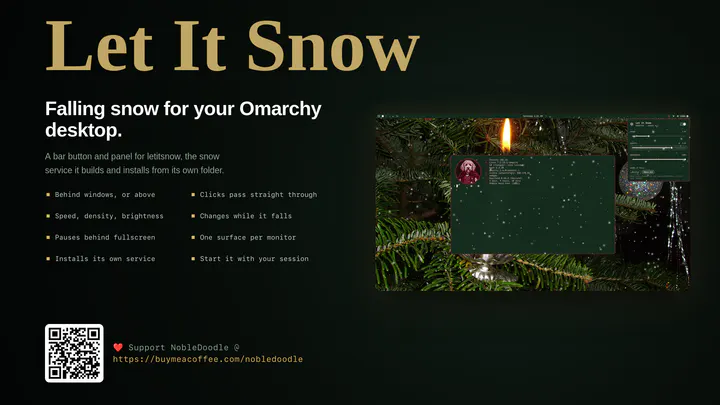 Let It Snow
Falling snow for your Omarchy
desktop.
A bar button and panel for letitsnow, the snow
service it builds and installs from its own folder.
Behind windows, or above
Clicks pass straight through
Speed, density, brightness
Changes while it falls
Pauses behind fullscreen
One surface per monitor
Installs its own service
Start it with your session
❤️ Support NobleDoodle @
https://buymeacoffee.com/nobledoodle